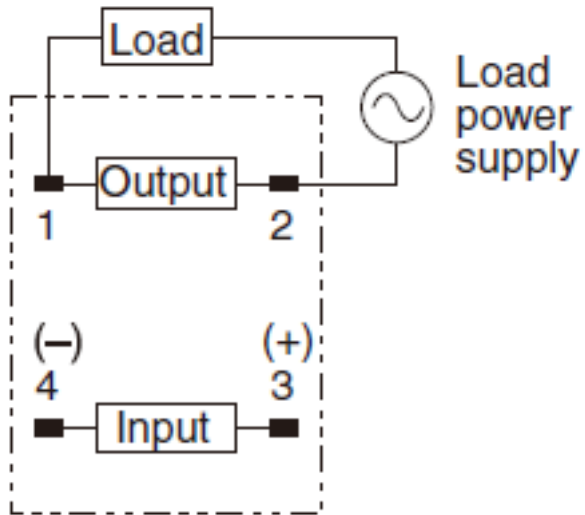 Load
Load
power
supply
Output
1
2
(–)
(+)
4
3
Input